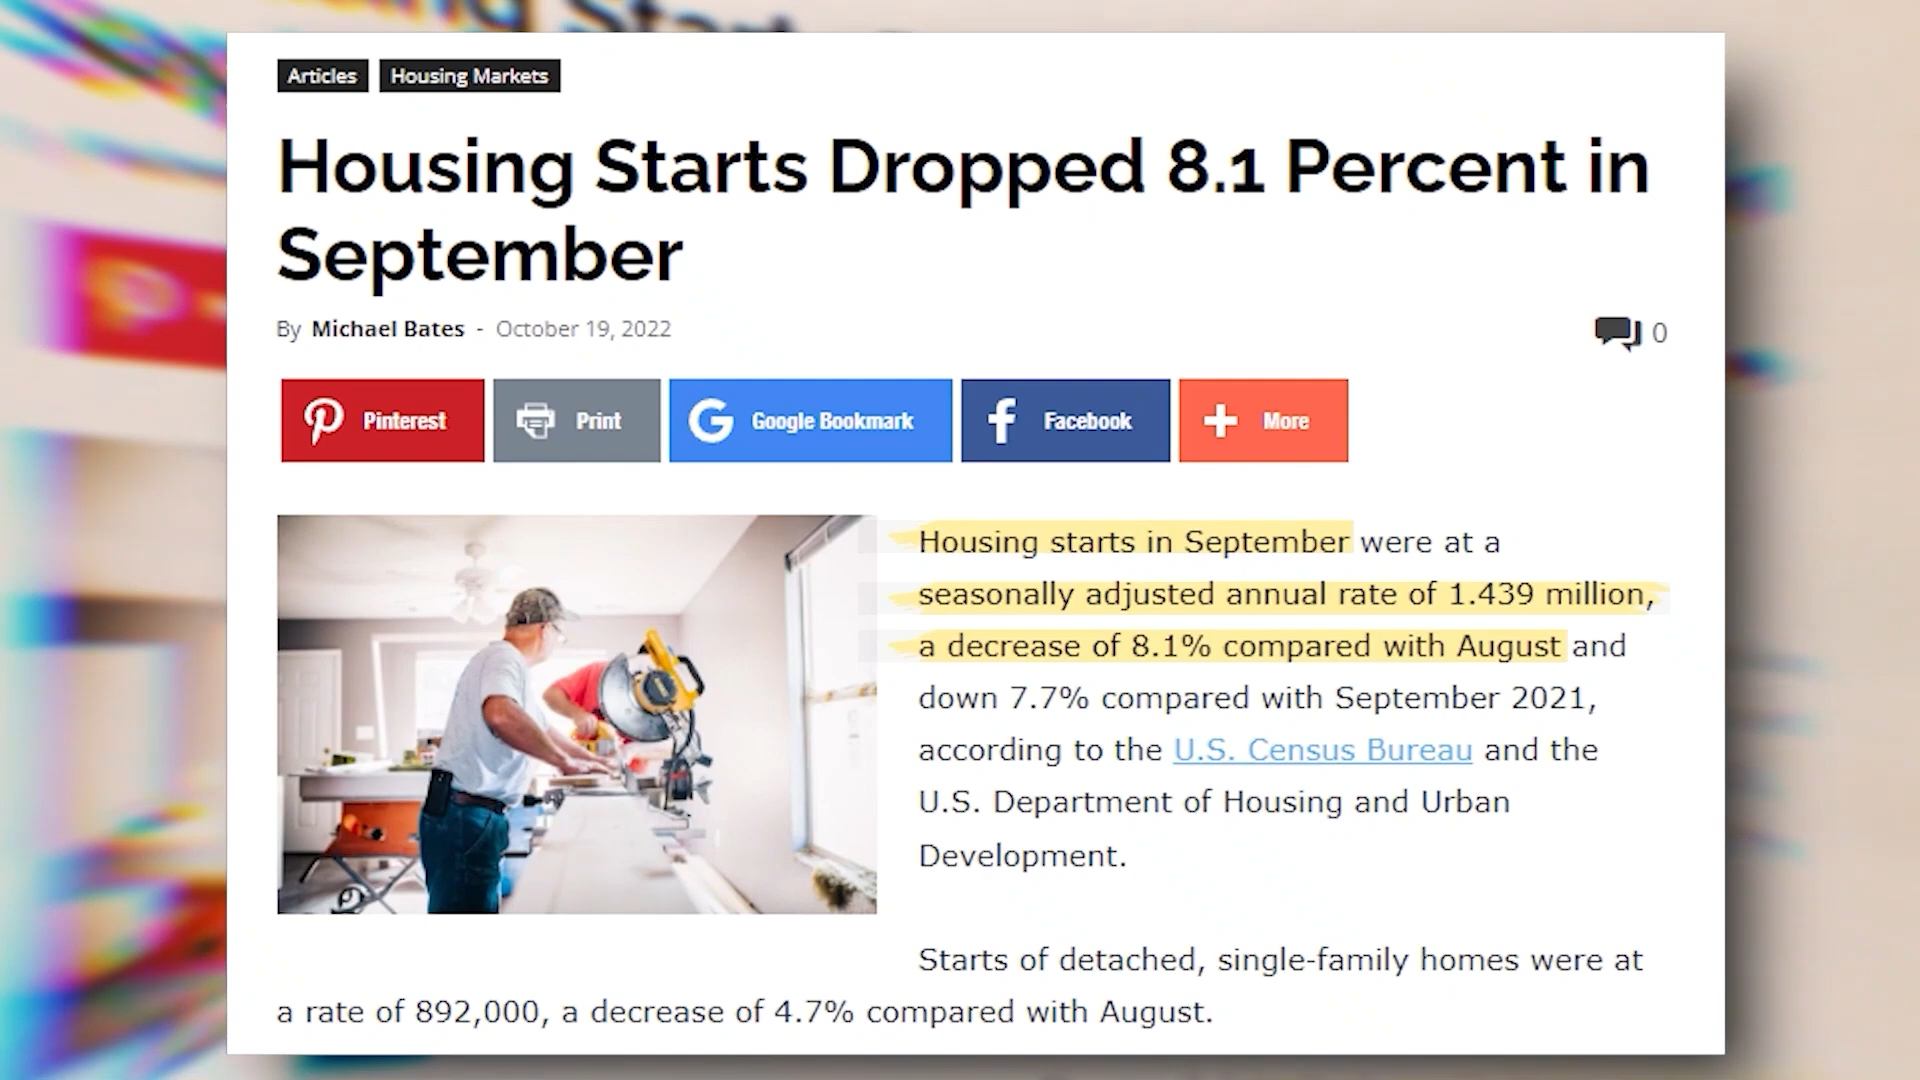 Articles Housing Markets
Housing Starts Dropped 8.1 Percent in
September
By Michael Bates - October 19, 2022 0
Pinterest Print Google Bookmark Facebook More
Housing starts in September were at a
seasonally adjusted annual rate of 1.439 million,
a decrease of 8.1% compared with August and
down 7.7% compared with September 2021,
according to the U.S. Census Bureau and the
U.S. Department of Housing and Urban
Development.
Starts of detached, single-family homes were at
a rate of 892,000, a decrease of 4.7% compared with August.